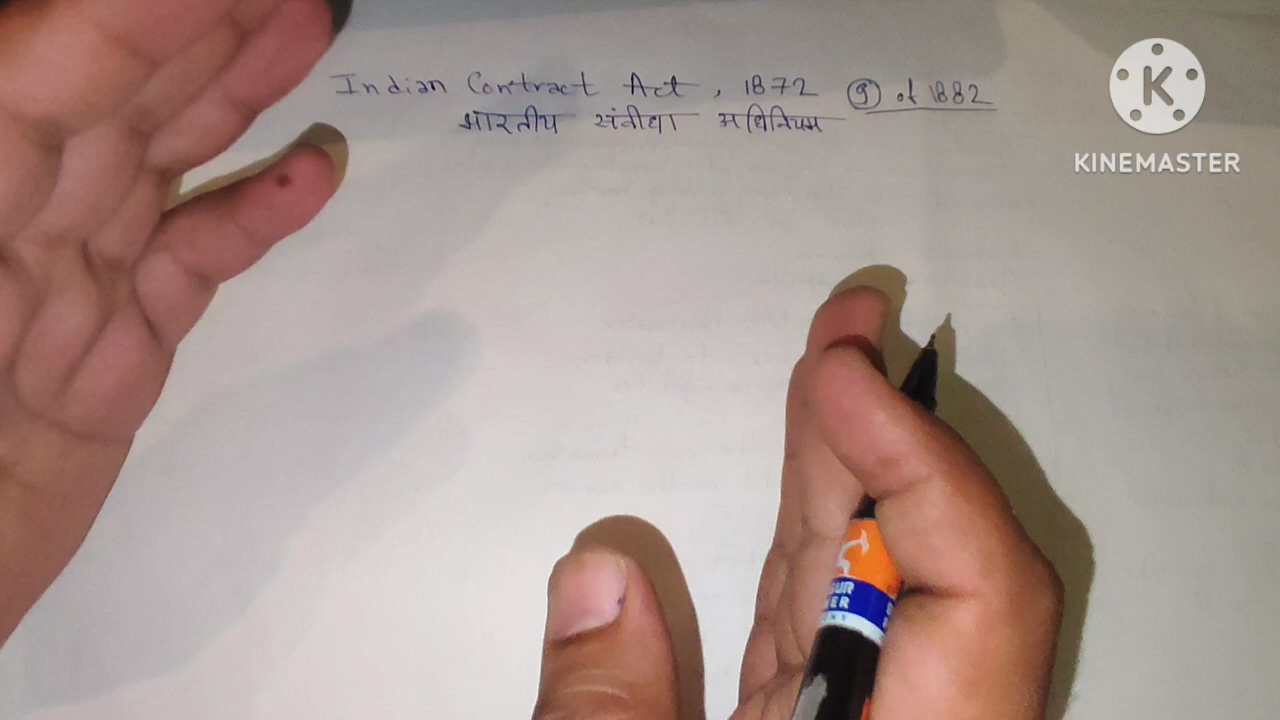 Indian Contract Act, 1872 (9) of 1882
भारतीय संवीधा अधिनियम
K
KINEMASTER